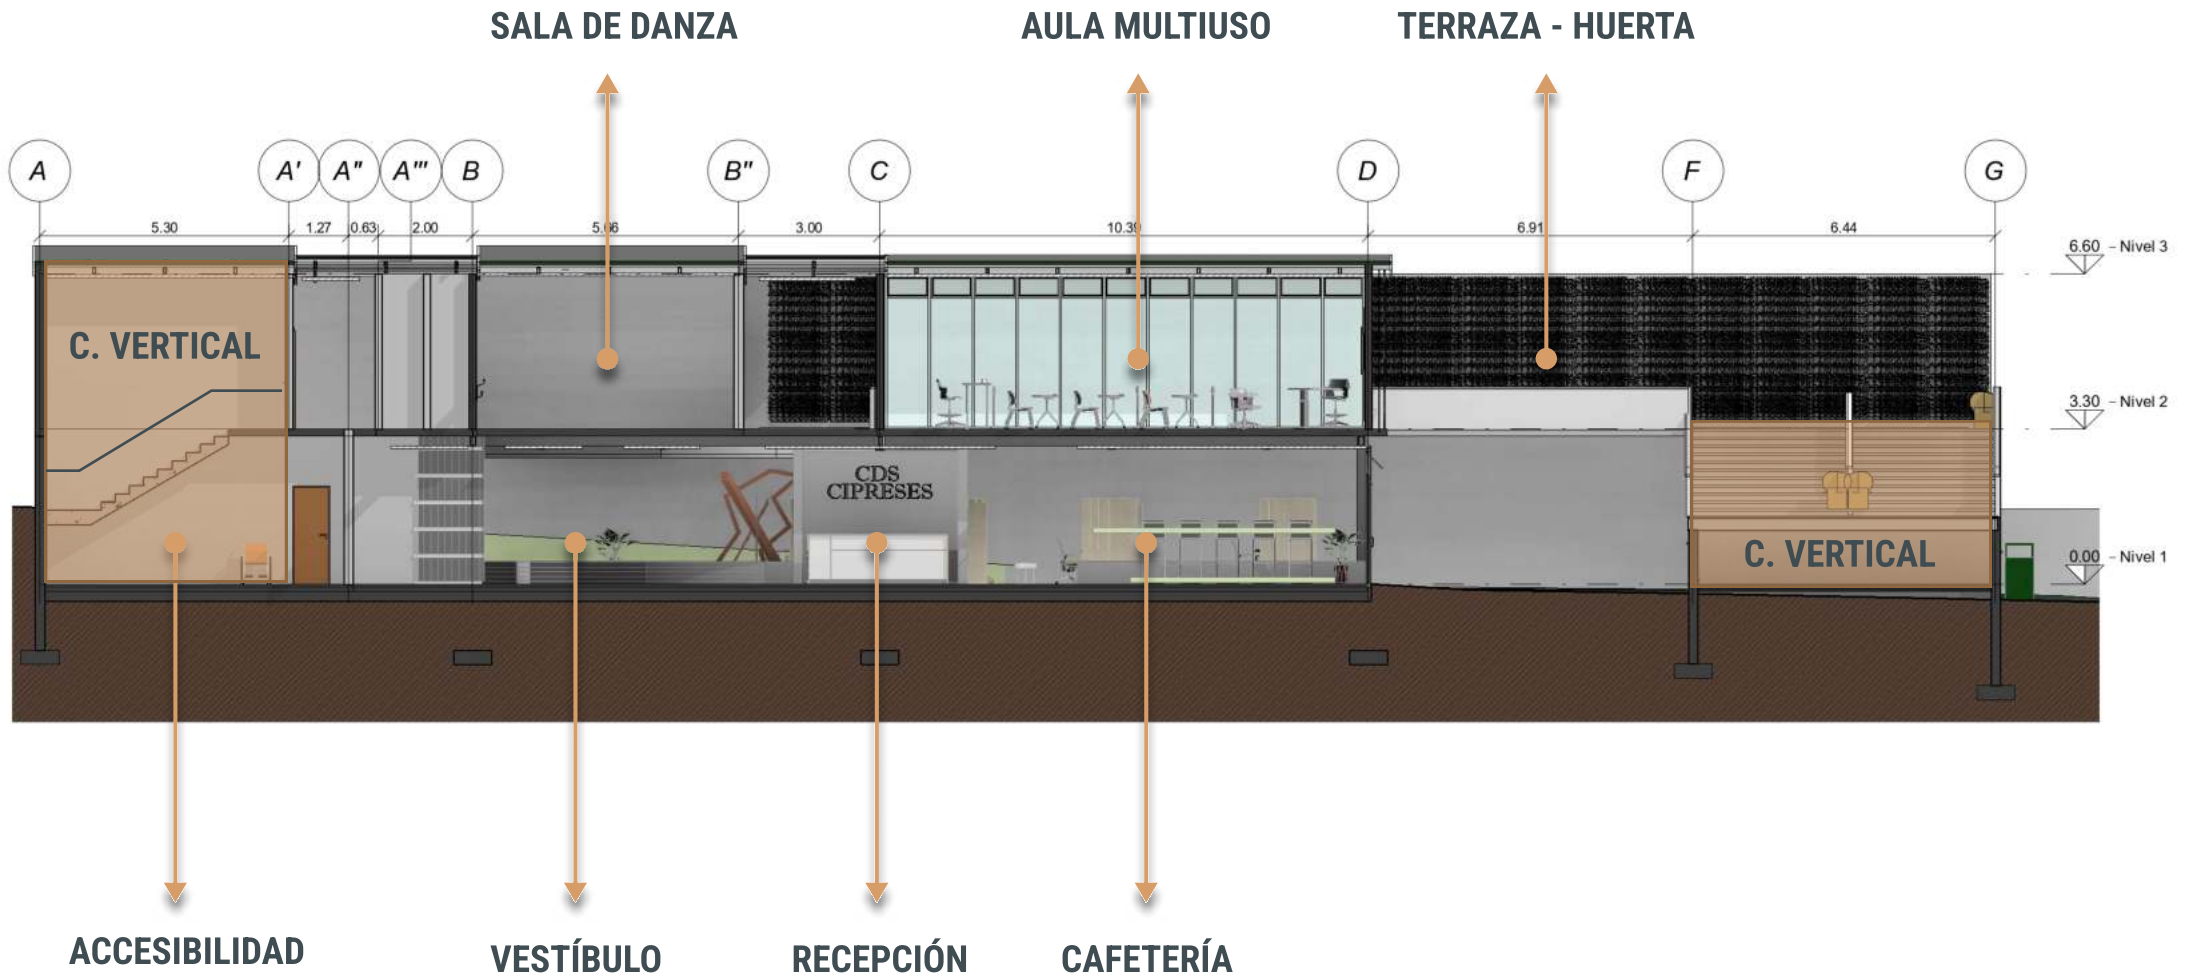 SALA DE DANZA
AULA MULTIUSO
TERRAZA - HUERTA
A
A'
A"
A'"
B
B"
C
D
F
G
5.30
1.27
0.63
2.00
3.00
10.39
6.91
6.44
6.60 – Nivel 3
C. VERTICAL
3.30 – Nivel 2
CDS
CIPRESES
C. VERTICAL
0.00 – Nivel 1
ACCESIBILIDAD
VESTÍBULO
RECEPCIÓN
CAFETERÍA